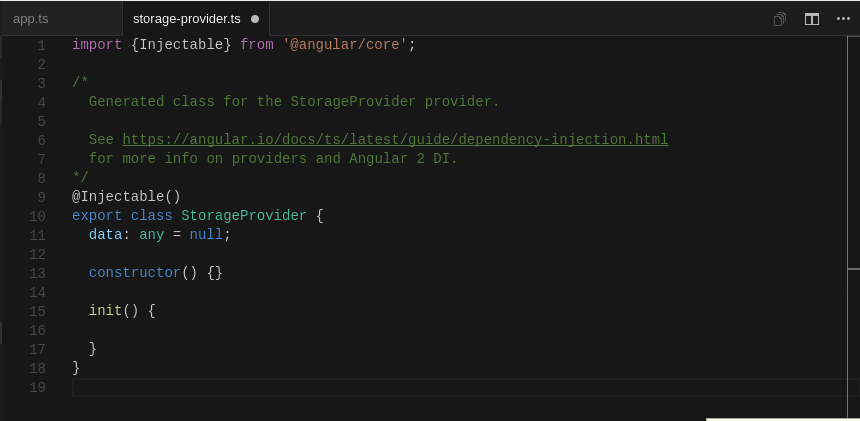 app.ts
storage-provider.ts
1 import {Injectable} from '@angular/core';
2
3 /*
4   Generated class for the StorageProvider provider.
5
6   See https://angular.io/docs/ts/latest/guide/dependency-injection.html
7   for more info on providers and Angular 2 DI.
8 */
9 @Injectable()
10 export class StorageProvider {
11   data: any = null;
12
13   constructor() {}
14
15   init() {
16
17   }
18 }
19